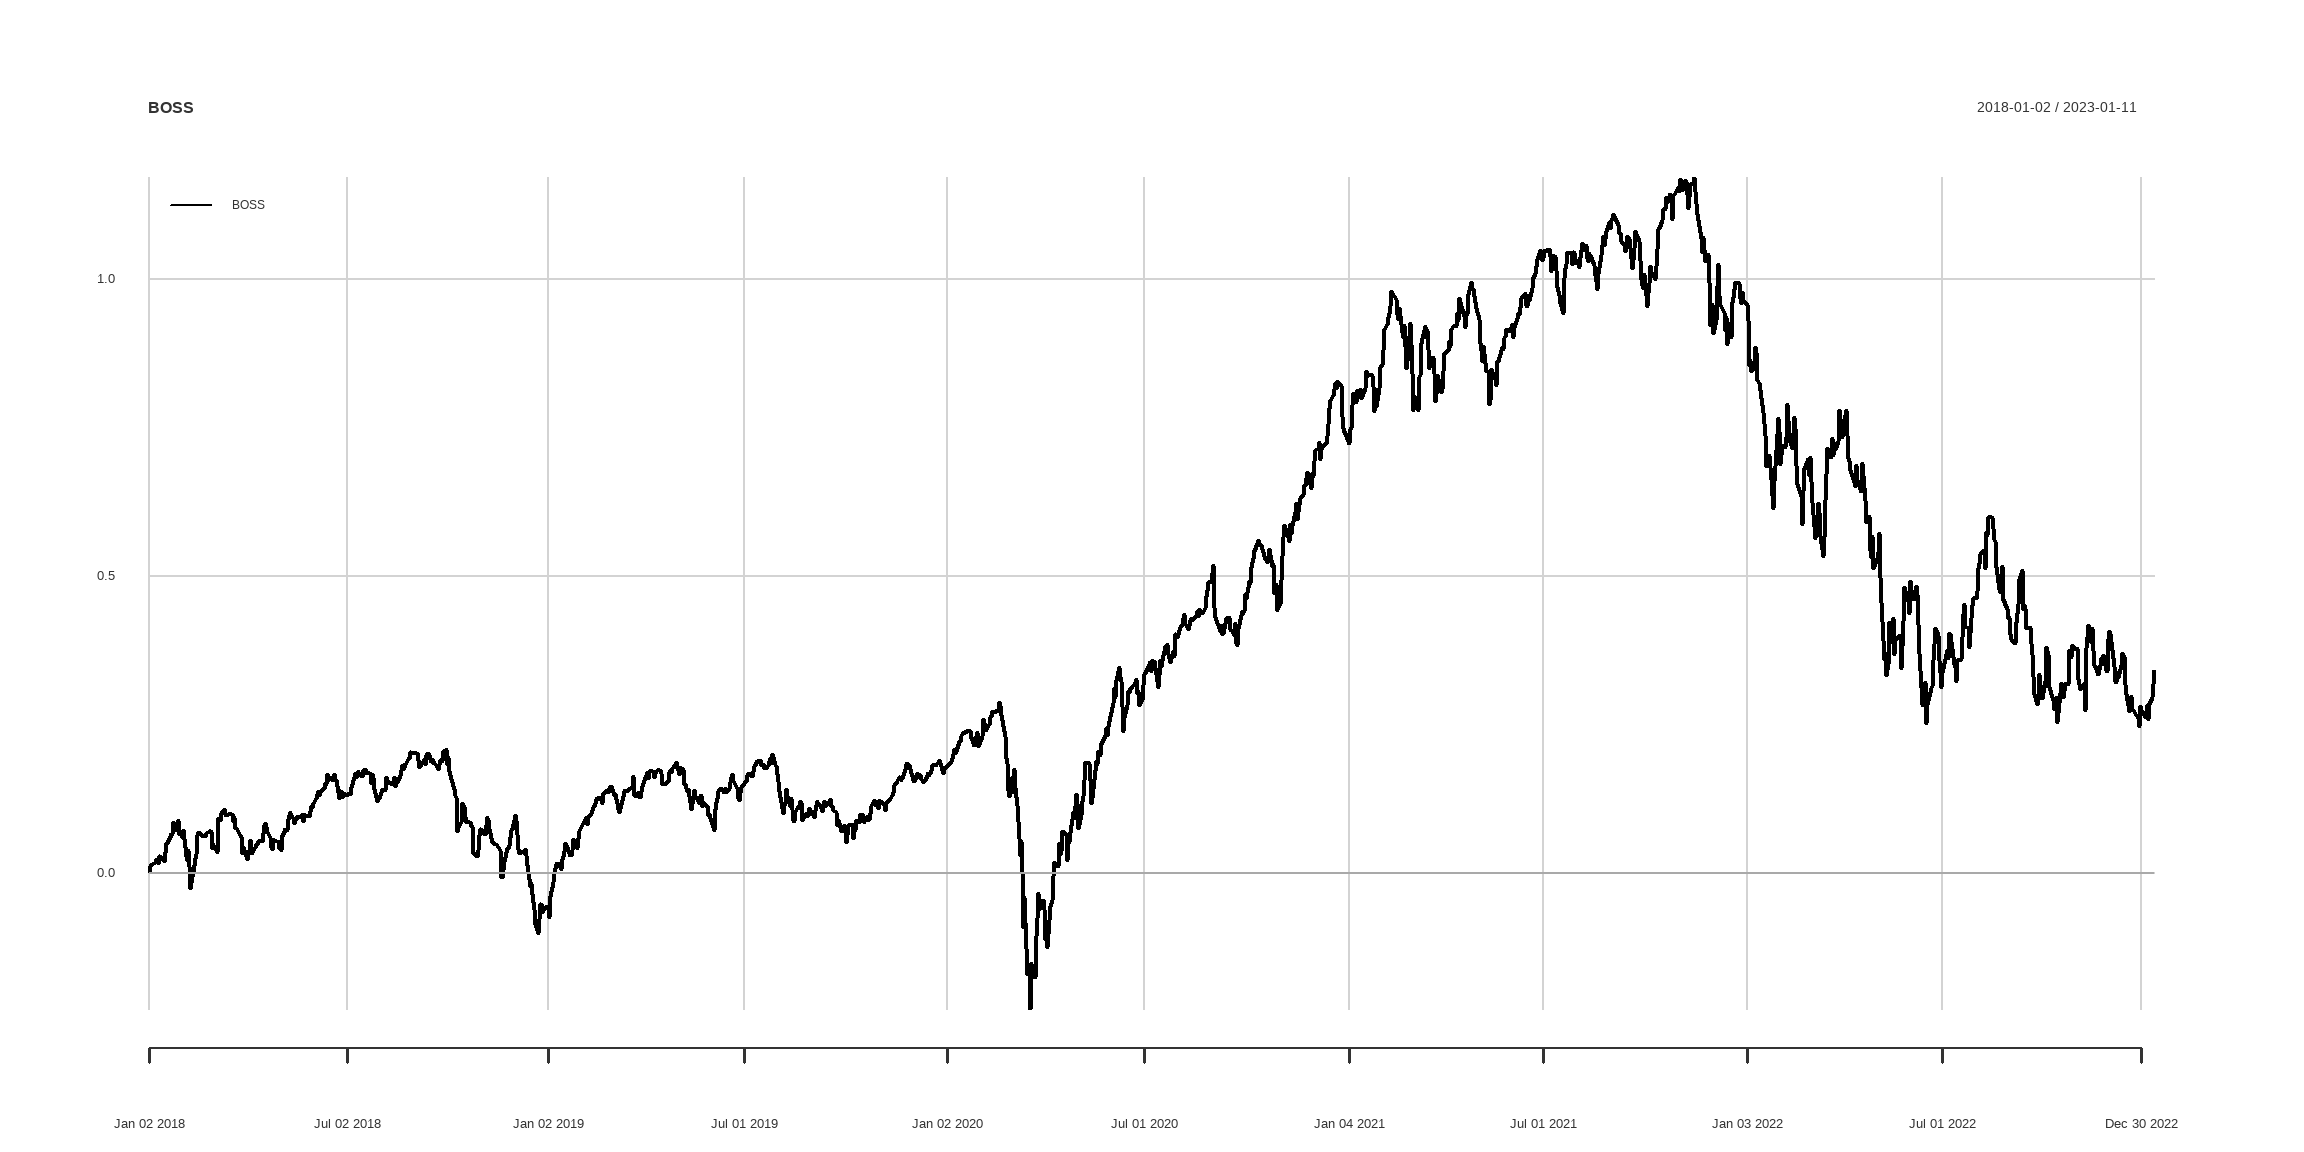 BOSS
2018-01-02 / 2023-01-11
BOSS
1.0
0.5
0.0
Jan 02 2018
Jul 02 2018
Jan 02 2019
Jul 01 2019
Jan 02 2020
Jul 01 2020
Jan 04 2021
Jul 01 2021
Jan 03 2022
Jul 01 2022
Dec 30 2022